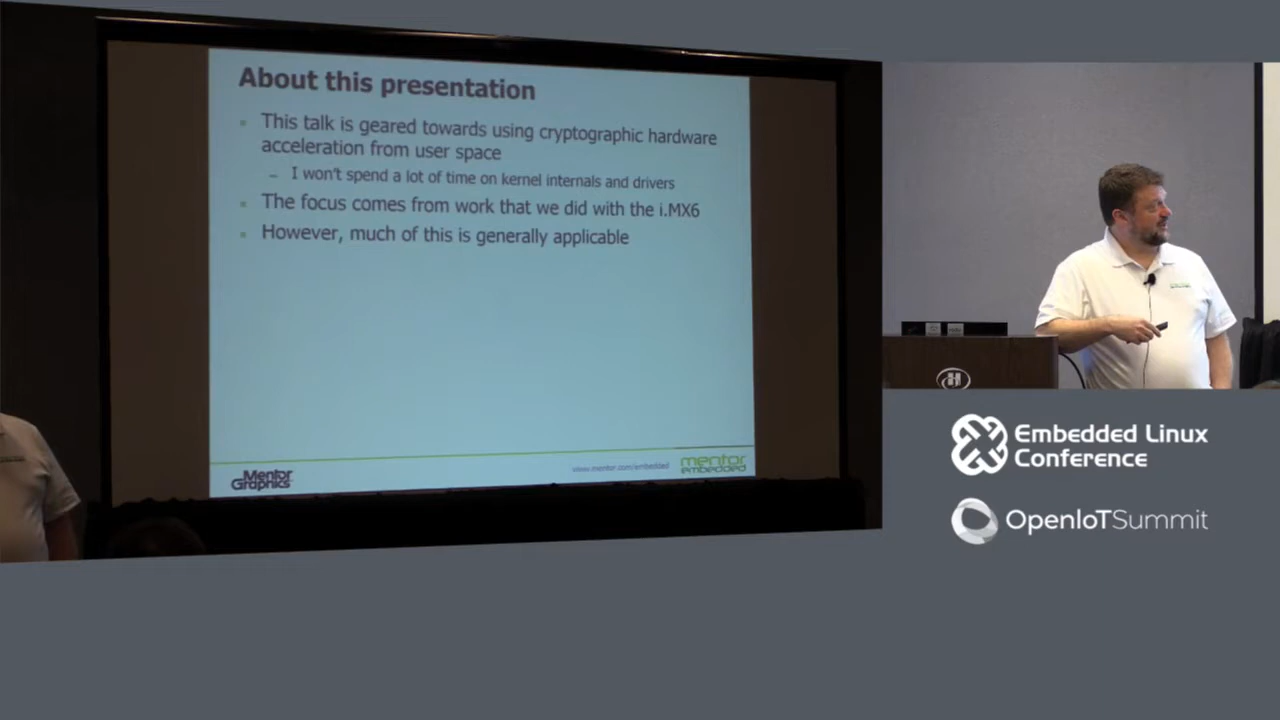 About this presentation
This talk is geared towards using cryptographic hardware
acceleration from user space
– I won't spend a lot of time on kernel internals and drivers
The focus comes from work that we did with the i.MX6
However, much of this is generally applicable
Mentor
Graphics
www.mentor.com/embedded
mentor
embedded
H
Embedded Linux
Conference
OpenIoTSummit